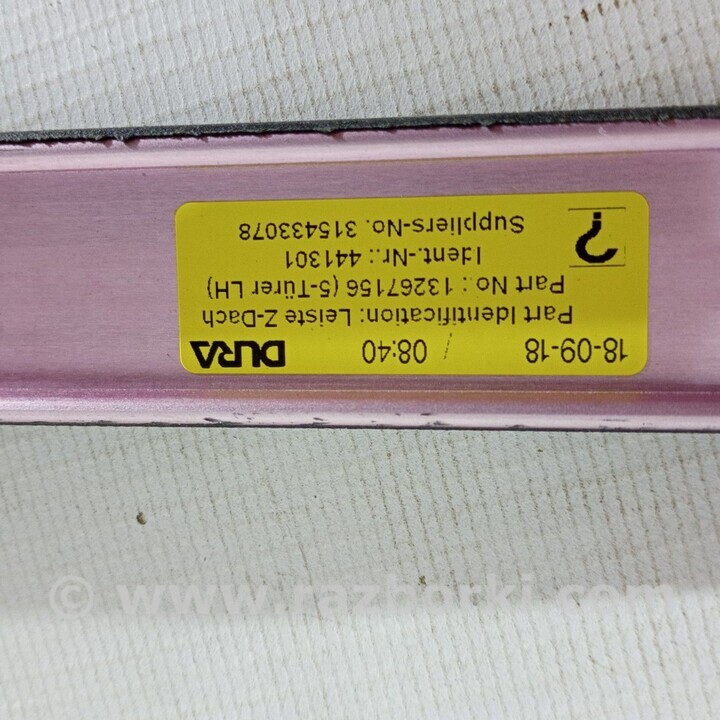 18-09-18 / 08:40 DURA
Part Identification: Leiste Z-Dach
Part No.: 13267156 (5-Türer LH)
Ident.-Nr.: 441301
Suppliers-No. 315433078
?
© www.razborki.com